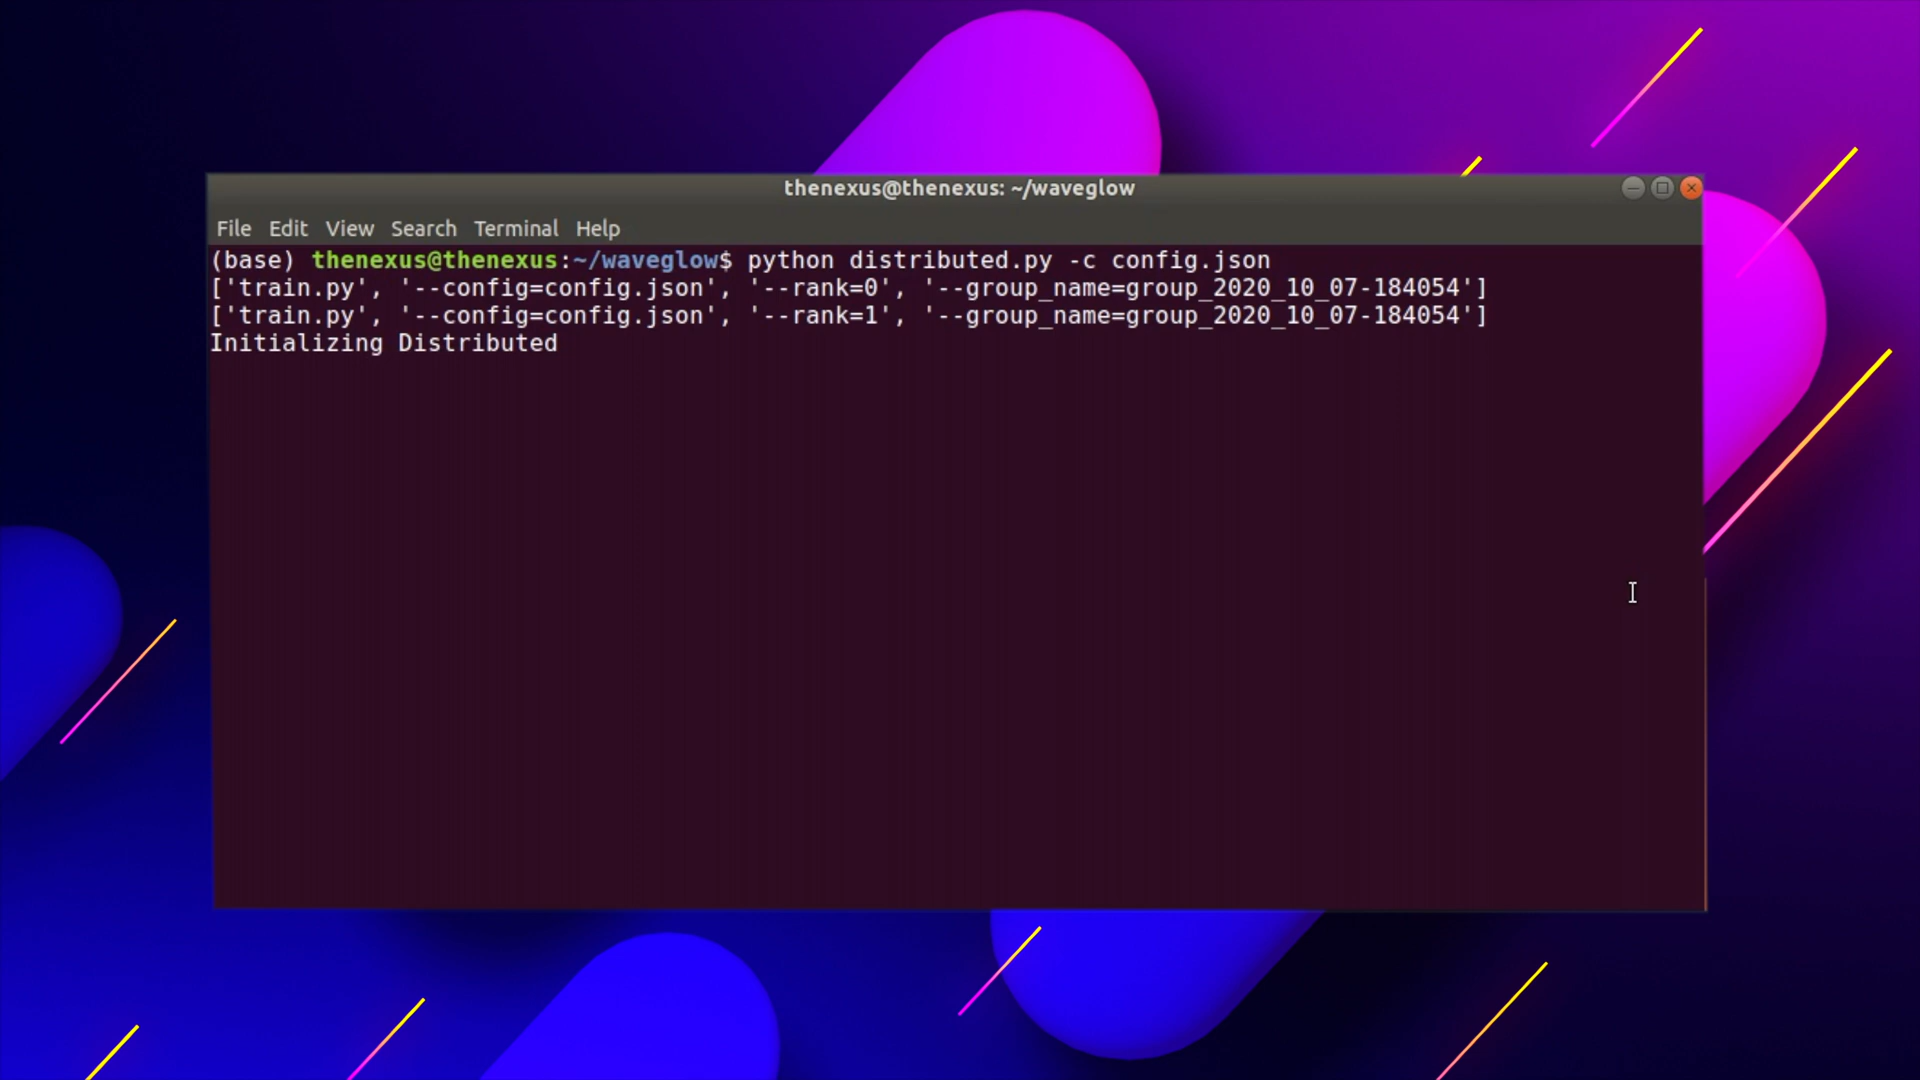 thenexus@thenexus: ~/waveglow
File Edit View Search Terminal Help
(base) thenexus@thenexus:~/waveglow$ python distributed.py -c config.json
['train.py', '--config=config.json', '--rank=0', '--group_name=group_2020_10_07-184054']
['train.py', '--config=config.json', '--rank=1', '--group_name=group_2020_10_07-184054']
Initializing Distributed